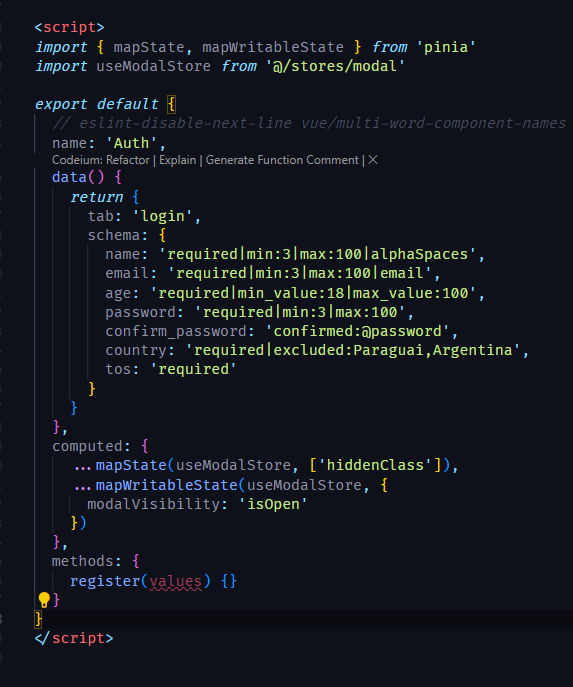 <script>
import { mapState, mapWritableState } from 'pinia'
import useModalStore from '@/stores/modal'
export default {
// eslint-disable-next-line vue/multi-word-component-names
name: 'Auth',
Codeium: Refactor | Explain | Generate Function Comment | ×
data() {
return {
tab: 'login',
schema: {
name: 'required|min:3|max:100|alphaSpaces',
email: 'required|min:3|max:100|email',
age: 'required|min_value:18|max_value:100',
password: 'required|min:3|max:100',
confirm_password: 'confirmed:@password',
country: 'required|excluded:Paraguai,Argentina',
tos: 'required'
}
}
},
computed: {
...mapState(useModalStore, ['hiddenClass']),
...mapWritableState(useModalStore, {
modalVisibility: 'isOpen'
})
},
methods: {
register(values) {}
}
}
</script>